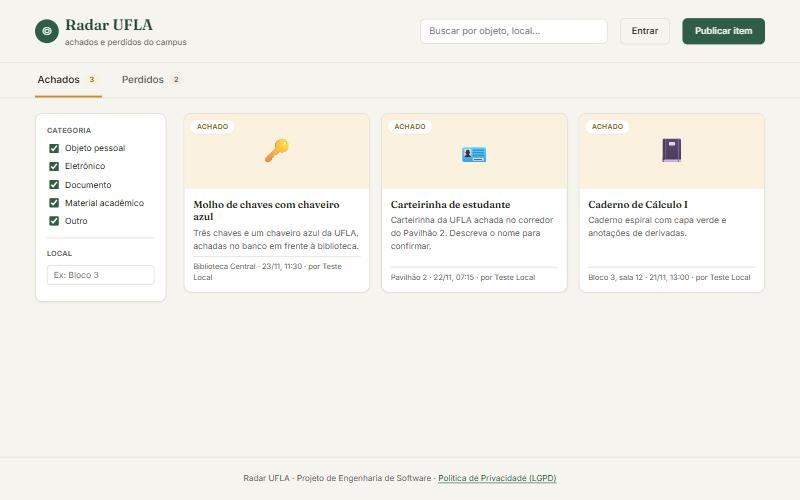 Radar UFLA
achados e perdidos do campus
Buscar por objeto, local...
Entrar
Publicar item
Achados 3
Perdidos 2
CATEGORIA
Objeto pessoal
Eletrônico
Documento
Material acadêmico
Outro
LOCAL
Ex: Bloco 3
ACHADO
Molho de chaves com chaveiro
azul
Três chaves e um chaveiro azul da UFLA,
achadas no banco em frente à biblioteca.
Biblioteca Central · 23/11, 11:30 · por Teste
Local
ACHADO
Carteirinha de estudante
Carteirinha da UFLA achada no corredor
do Pavilhão 2. Descreva o nome para
confirmar.
Pavilhão 2 · 22/11, 07:15 · por Teste Local
ACHADO
Caderno de Cálculo I
Caderno espiral com capa verde e
anotações de derivadas.
Bloco 3, sala 12 · 21/11, 13:00 · por Teste
Local
Radar UFLA · Projeto de Engenharia de Software · Política de Privacidade (LGPD)